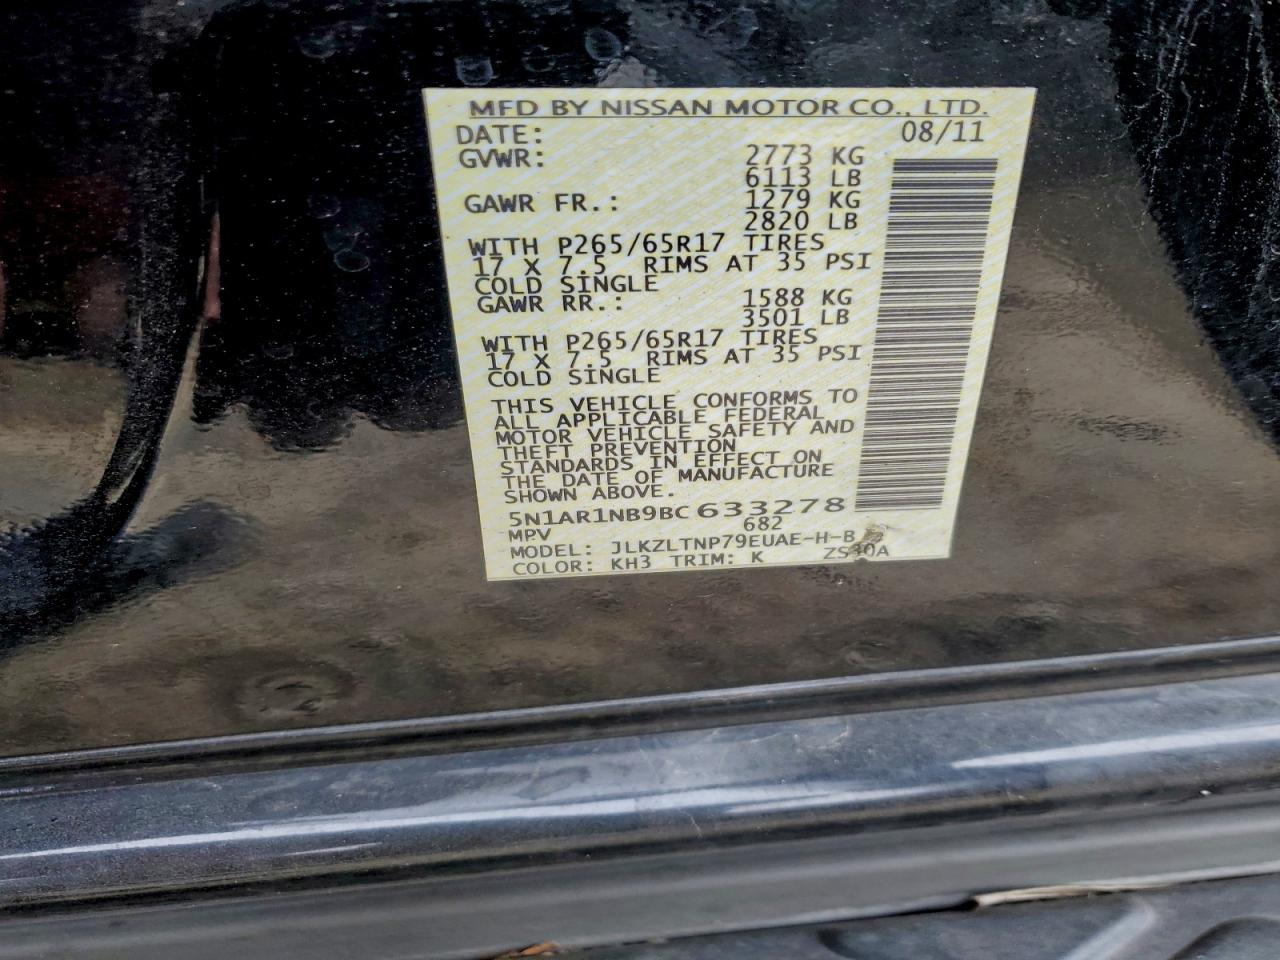 MFD BY NISSAN MOTOR CO., LTD.
DATE: 08/11
GVWR: 2773 KG
6113 LB
GAWR FR.: 1279 KG
2820 LB
WITH P265/65R17 TIRES
17 X 7.5 RIMS AT 35 PSI
COLD SINGLE
GAWR RR.: 1588 KG
3501 LB
WITH P265/65R17 TIRES
17 X 7.5 RIMS AT 35 PSI
COLD SINGLE
THIS VEHICLE CONFORMS TO
ALL APPLICABLE FEDERAL
MOTOR VEHICLE SAFETY AND
THEFT PREVENTION
STANDARDS IN EFFECT ON
THE DATE OF MANUFACTURE
SHOWN ABOVE.
5N1AR1NB9BC 633278
MPV 682
MODEL: JLKZLTNP79EUAE-H-B
COLOR: KH3 TRIM: K